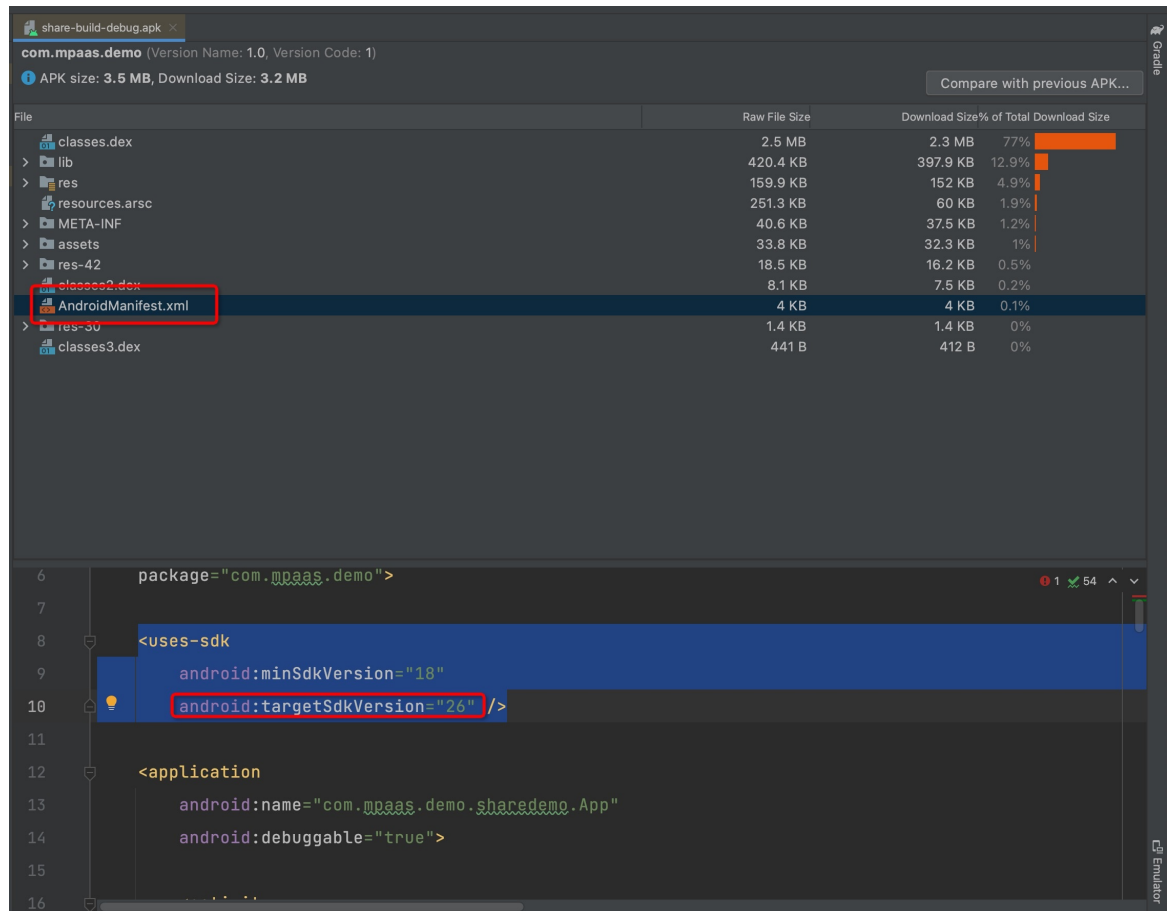 share-build-debug.apk
com.mpaas.demo (Version Name: 1.0, Version Code: 1)
APK size: 3.5 MB, Download Size: 3.2 MB
Compare with previous APK...
File Raw File Size Download Size % of Total Download Size
classes.dex 2.5 MB 2.3 MB 77%
lib 420.4 KB 397.9 KB 12.9%
res 159.9 KB 152 KB 4.9%
resources.arsc 251.3 KB 60 KB 1.9%
META-INF 40.6 KB 37.5 KB 1.2%
assets 33.8 KB 32.3 KB 1%
res-42 18.5 KB 16.2 KB 0.5%
classes2.dex 8.1 KB 7.5 KB 0.2%
AndroidManifest.xml 4 KB 4 KB 0.1%
res-30 1.4 KB 1.4 KB 0%
classes3.dex 441 B 412 B 0%
6 package="com.mpaas.demo">
1 54
7
8 <uses-sdk
9 android:minSdkVersion="18"
10 android:targetSdkVersion="26" />
11
12 <application
13 android:name="com.mpaas.demo.sharedemo.App"
14 android:debuggable="true">
15
16
Gradle
Emulator